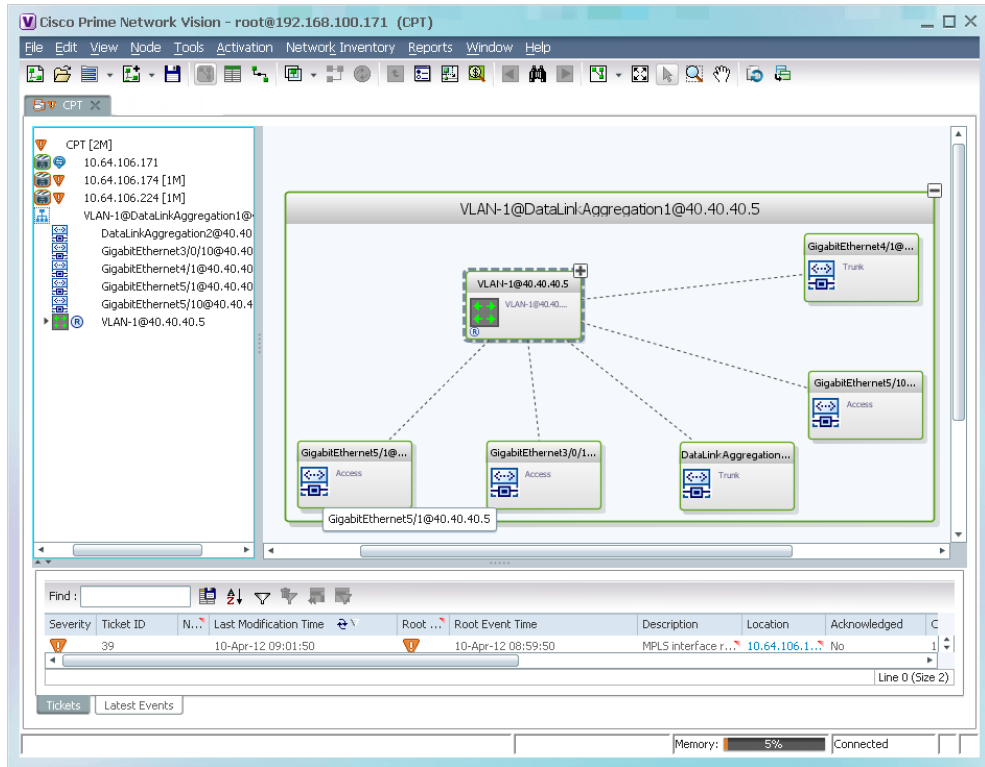 Cisco Prime Network Vision - root@192.168.100.171 (CPT)
File Edit View Node Tools Activation Network Inventory Reports Window Help
CPT
CPT [2M]
10.64.106.171
10.64.106.174 [1M]
10.64.106.224 [1M]
VLAN-1@DataLinkAggregation1@
DataLinkAggregation2@40.40
GigabitEthernet3/0/10@40.40
GigabitEthernet4/1@40.40.40
GigabitEthernet5/1@40.40.40
GigabitEthernet5/10@40.40.4
R VLAN-1@40.40.40.5
VLAN-1@DataLinkAggregation1@40.40.40.5
GigabitEthernet4/1@...
Trunk
VLAN-1@40.40.40.5
VLAN-1@40.40....
R
GigabitEthernet5/10...
Access
GigabitEthernet5/1@...
Access
GigabitEthernet3/0/1...
Access
DataLinkAggregation...
Trunk
GigabitEthernet5/1@40.40.40.5
Find :
Severity Ticket ID N... Last Modification Time Root ... Root Event Time Description Location Acknowledged C
39 10-Apr-12 09:01:50 10-Apr-12 08:59:50 MPLS interface r... 10.64.106.1... No 1
Line 0 (Size 2)
Tickets Latest Events
Memory: 5% Connected